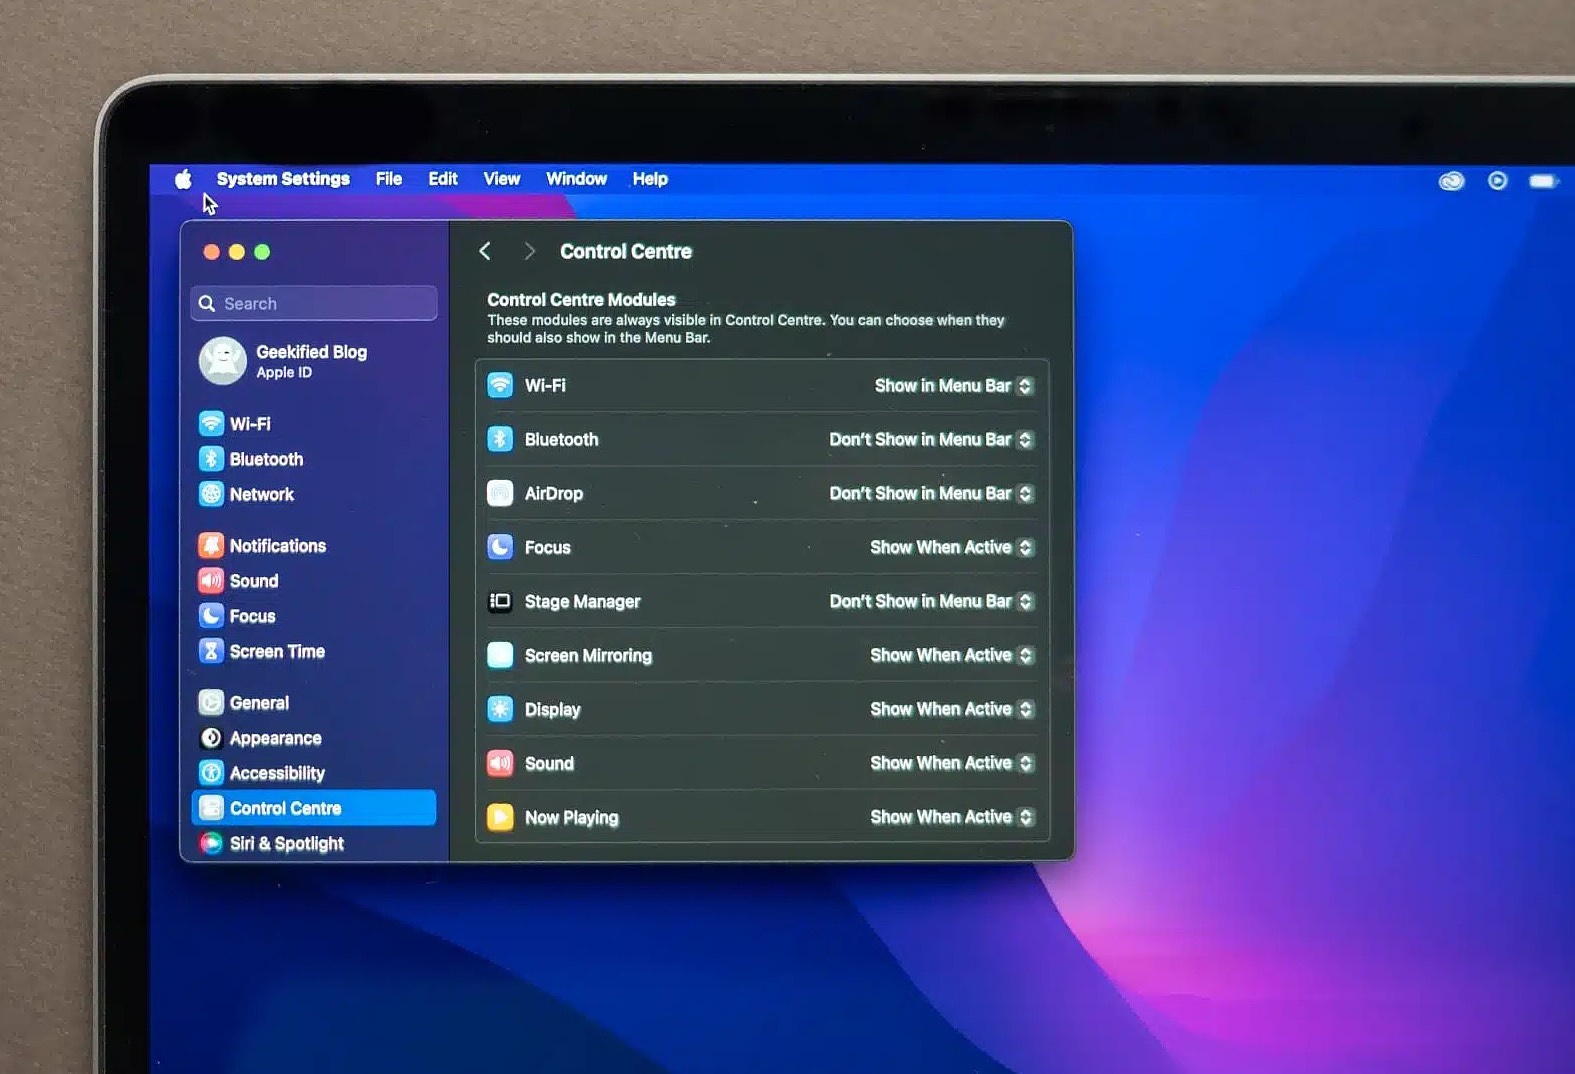 System Settings File Edit View Window Help
Control Centre
Search
Geekified Blog
Apple ID
Wi-Fi
Bluetooth
Network
Notifications
Sound
Focus
Screen Time
General
Appearance
Accessibility
Control Centre
Siri & Spotlight
Control Centre Modules
These modules are always visible in Control Centre. You can choose when they
should also show in the Menu Bar.
Wi-Fi Show in Menu Bar
Bluetooth Don't Show in Menu Bar
AirDrop Don't Show in Menu Bar
Focus Show When Active
Stage Manager Don't Show in Menu Bar
Screen Mirroring Show When Active
Display Show When Active
Sound Show When Active
Now Playing Show When Active